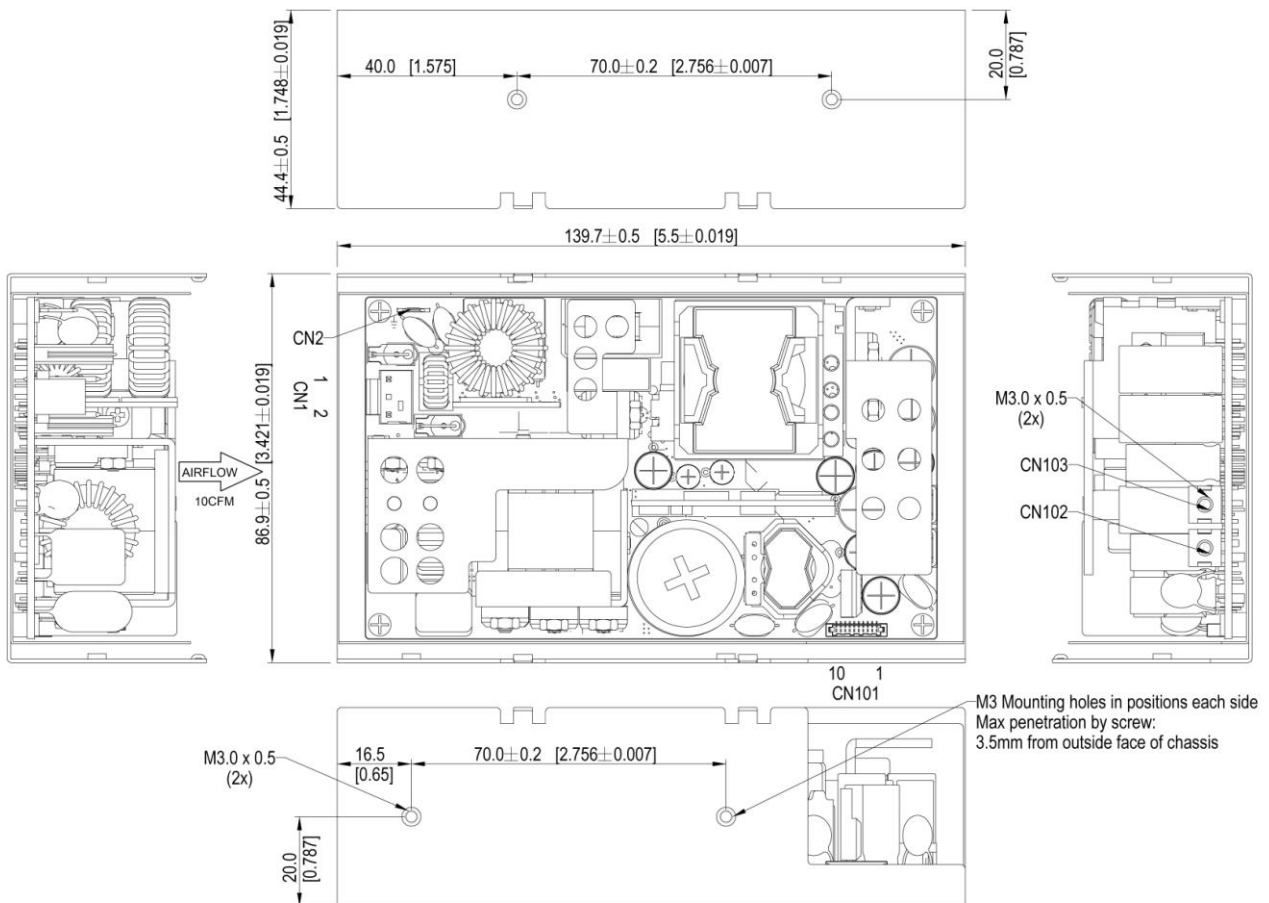 40.0 [1.575]
70.0±0.2 [2.756±0.007]
20.0
[0.787]
44.4±0.5 [1.748±0.019]
139.7±0.5 [5.5±0.019]
CN2
1 2
CN1
AIRFLOW
10CFM
86.9±0.5 [3.421±0.019]
M3.0 x 0.5
(2x)
CN103
CN102
10 1
CN101
M3 Mounting holes in positions each side
Max penetration by screw:
3.5mm from outside face of chassis
M3.0 x 0.5
(2x)
16.5
[0.65]
70.0±0.2 [2.756±0.007]
20.0
[0.787]